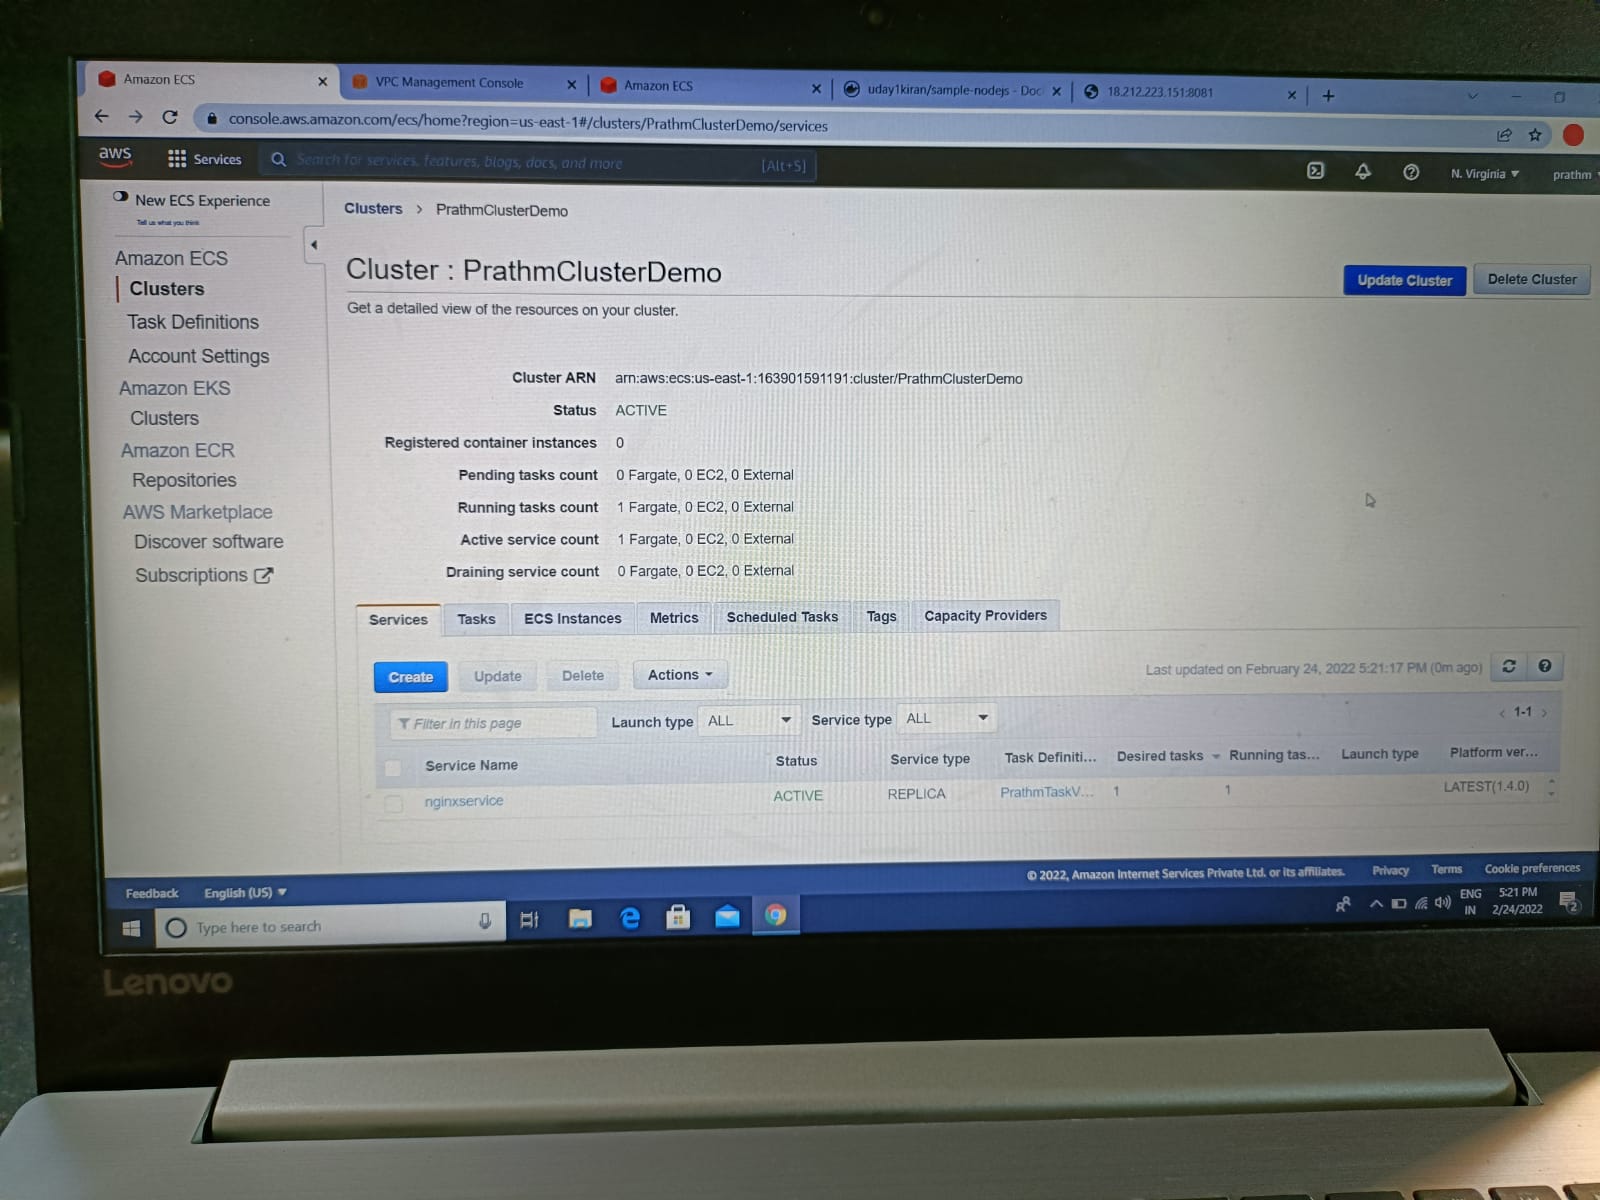 Amazon ECS
VPC Management Console
Amazon ECS
uday1kiran/sample-nodejs - Doc
18.212.223.151:8081
console.aws.amazon.com/ecs/home?region=us-east-1#/clusters/PrathmClusterDemo/services
aws
Services
Search for services, features, blogs, docs, and more
[Alt+S]
N. Virginia
prathm
New ECS Experience
Tell us what you think
Amazon ECS
Clusters
Task Definitions
Account Settings
Amazon EKS
Clusters
Amazon ECR
Repositories
AWS Marketplace
Discover software
Subscriptions
Clusters > PrathmClusterDemo
Cluster : PrathmClusterDemo
Update Cluster
Delete Cluster
Get a detailed view of the resources on your cluster.
Cluster ARN arn:aws:ecs:us-east-1:163901591191:cluster/PrathmClusterDemo
Status ACTIVE
Registered container instances 0
Pending tasks count 0 Fargate, 0 EC2, 0 External
Running tasks count 1 Fargate, 0 EC2, 0 External
Active service count 1 Fargate, 0 EC2, 0 External
Draining service count 0 Fargate, 0 EC2, 0 External
Services Tasks ECS Instances Metrics Scheduled Tasks Tags Capacity Providers
Create Update Delete Actions
Last updated on February 24, 2022 5:21:17 PM (0m ago)
Filter in this page Launch type ALL Service type ALL
< 1-1 >
Service Name Status Service type Task Definiti... Desired tasks Running tas... Launch type Platform ver...
nginxservice ACTIVE REPLICA PrathmTaskV... 1 1 LATEST(1.4.0)
Feedback English (US)
© 2022, Amazon Internet Services Private Ltd. or its affiliates. Privacy Terms Cookie preferences
Type here to search
ENG
IN
5:21 PM
2/24/2022
2
Lenovo